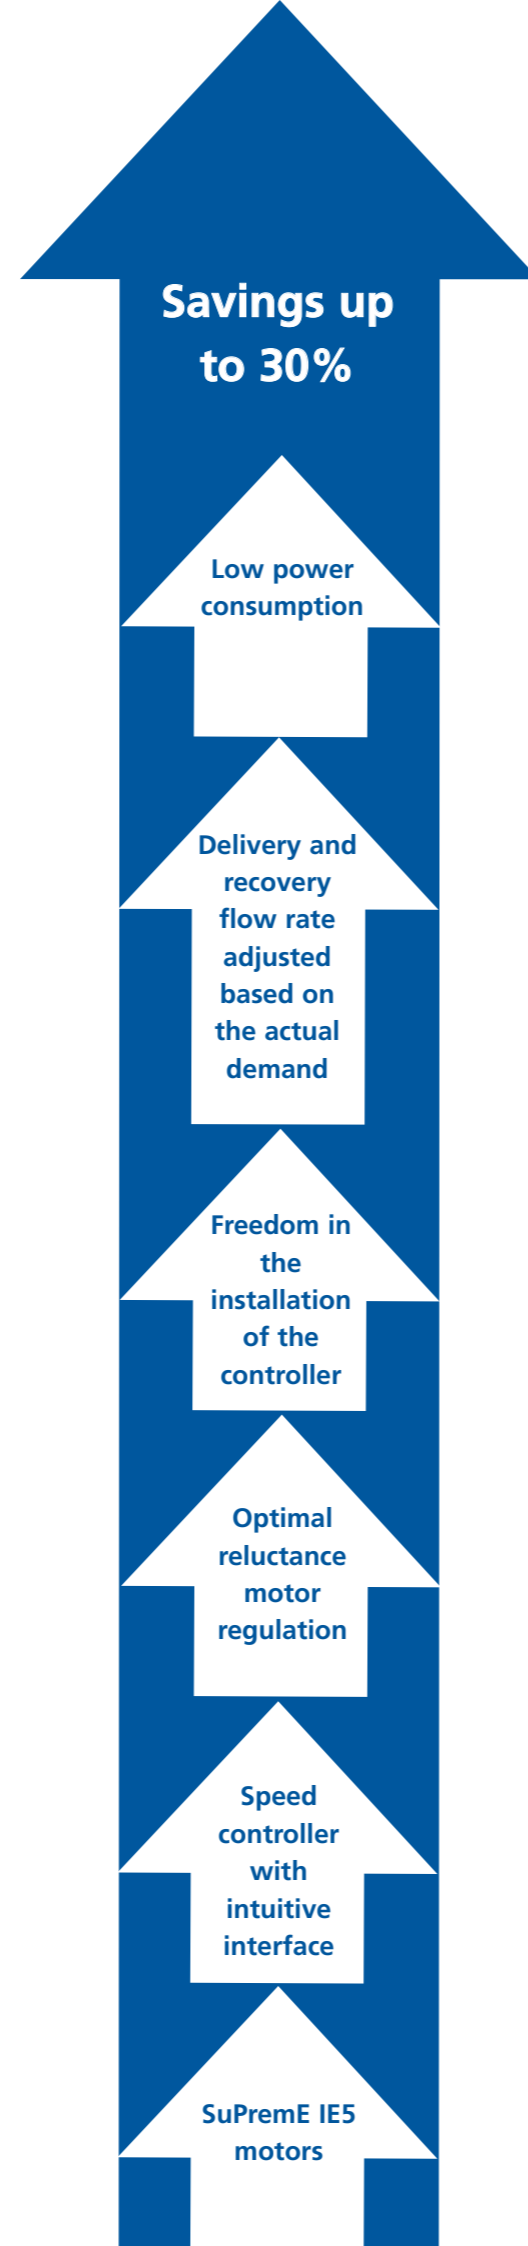 Savings up
to 30%
Low power
consumption
Delivery and
recovery
flow rate
adjusted
based on
the actual
demand
Freedom in
the
installation
of the
controller
Optimal
reluctance
motor
regulation
Speed
controller
with
intuitive
interface
SuPremE IE5
motors